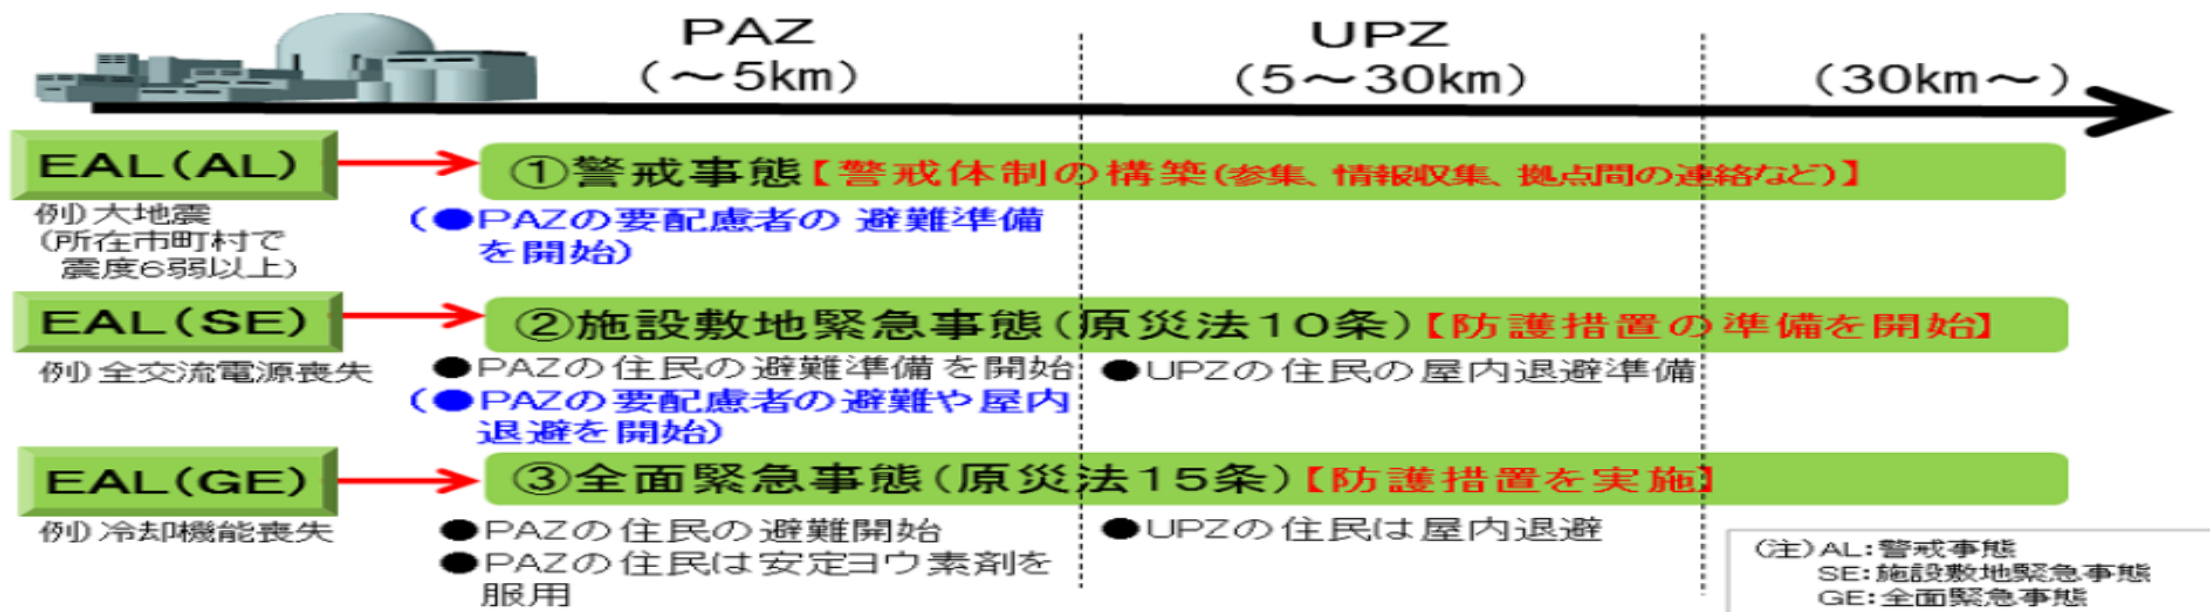 PAZ
(～5km)
UPZ
(5～30km)
(30km～)
EAL(AL)
①警戒事態【警戒体制の構築(参集、情報収集、拠点間の連絡など)】
例)大地震
(所在市町村で
震度6弱以上)
(●PAZの要配慮者の避難準備
を開始)
EAL(SE)
②施設敷地緊急事態(原災法10条)【防護措置の準備を開始】
例)全交流電源喪失
●PAZの住民の避難準備を開始
(●PAZの要配慮者の避難や屋内
退避を開始)
●UPZの住民の屋内退避準備
EAL(GE)
③全面緊急事態(原災法15条)【防護措置を実施】
例)冷却機能喪失
●PAZの住民の避難開始
●PAZの住民は安定ヨウ素剤を
服用
●UPZの住民は屋内退避
(注)AL:警戒事態
SE:施設敷地緊急事態
GE:全面緊急事態